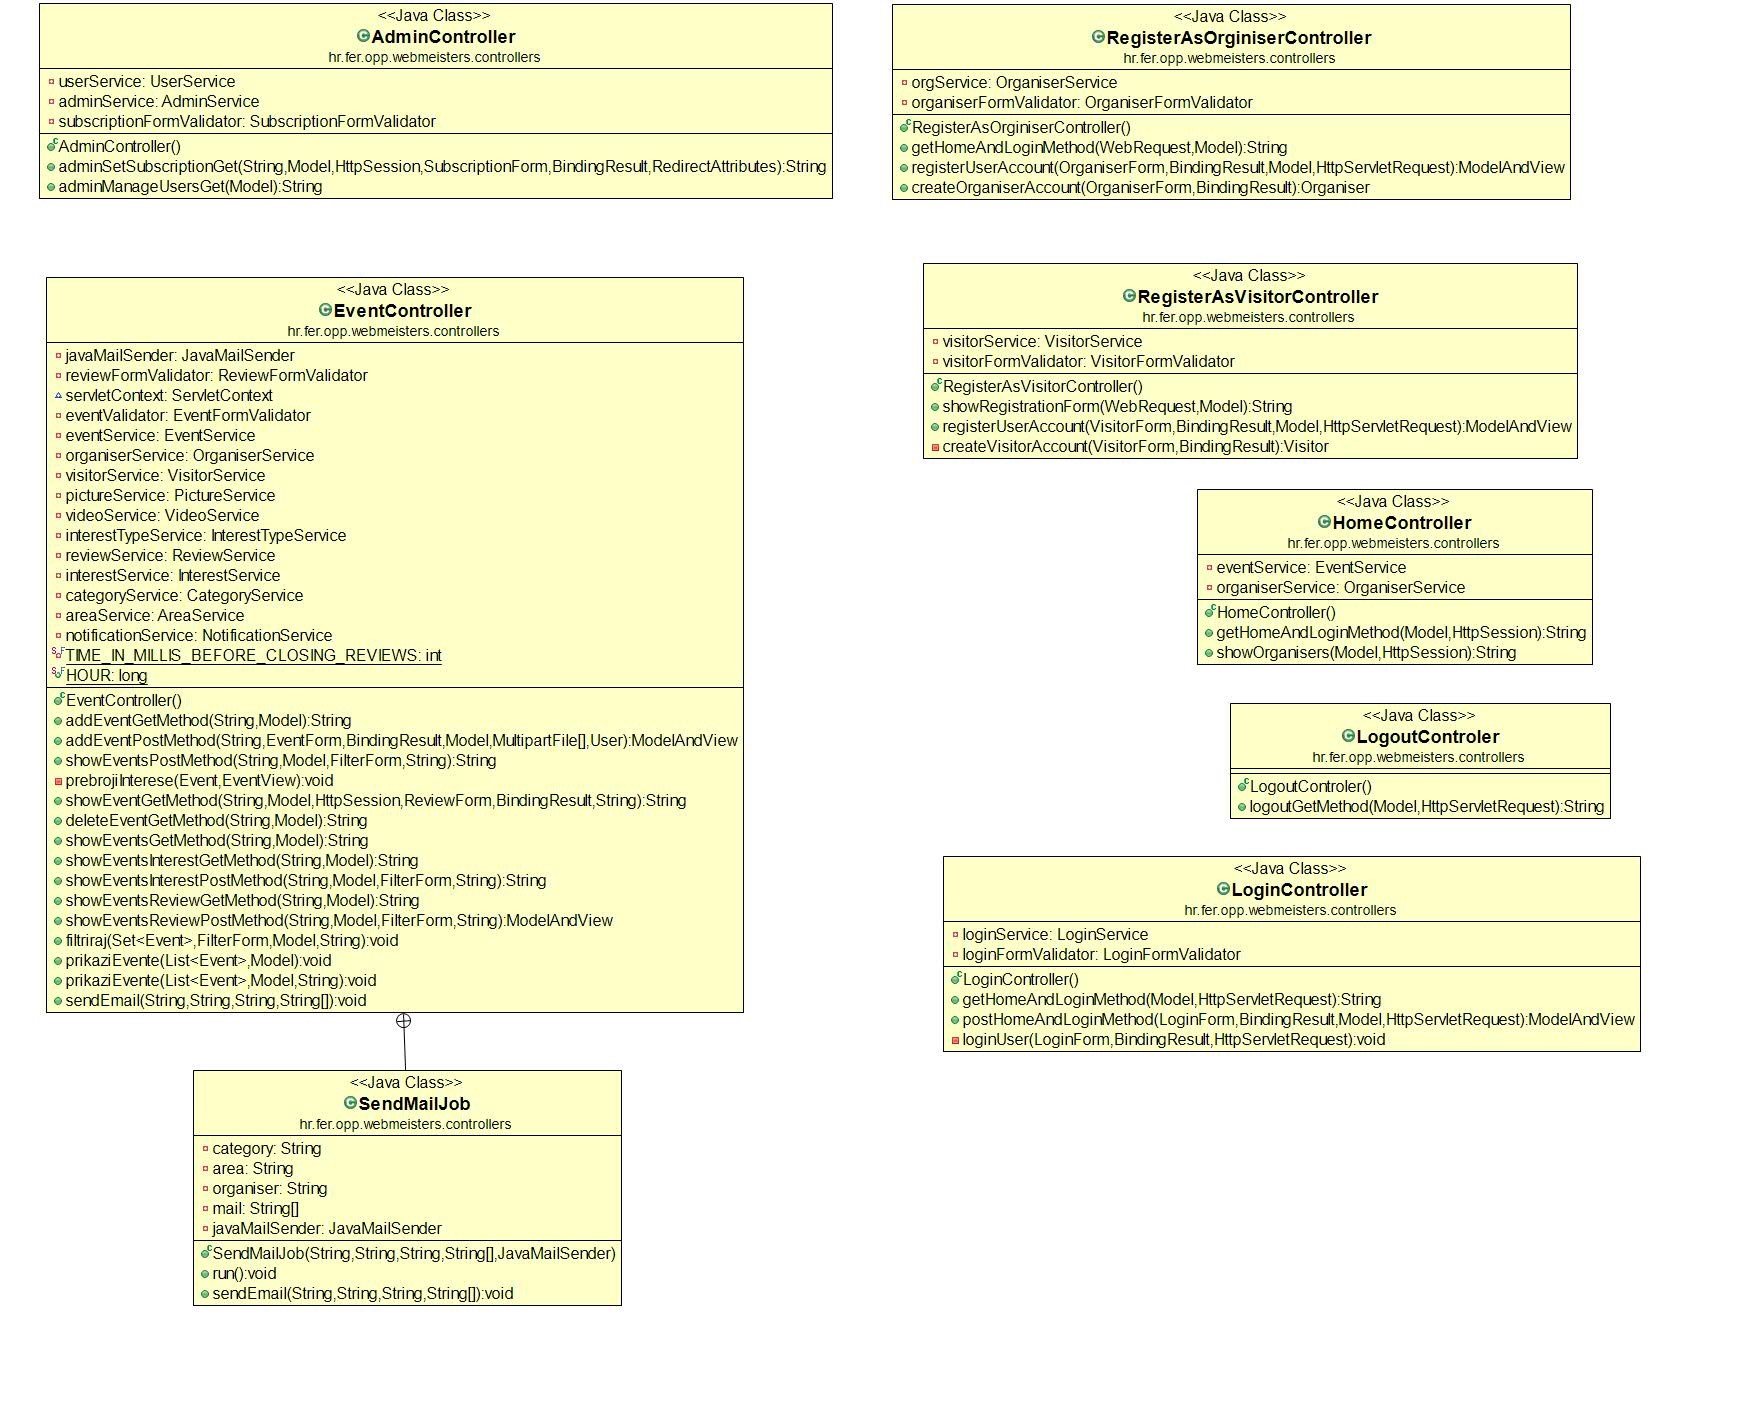 <<Java Class>>
AdminController
hr.fer.opp.webmeisters.controllers
userService: UserService
adminService: AdminService
subscriptionFormValidator: SubscriptionFormValidator
AdminController()
adminSetSubscriptionGet(String,Model,HttpSession,SubscriptionForm,BindingResult,RedirectAttributes):String
adminManageUsersGet(Model):String
<<Java Class>>
RegisterAsOrginiserController
hr.fer.opp.webmeisters.controllers
orgService: OrganiserService
organiserFormValidator: OrganiserFormValidator
RegisterAsOrginiserController()
getHomeAndLoginMethod(WebRequest,Model):String
registerUserAccount(OrganiserForm,BindingResult,Model,HttpServletRequest):ModelAndView
createOrganiserAccount(OrganiserForm,BindingResult):Organiser
<<Java Class>>
EventController
hr.fer.opp.webmeisters.controllers
javaMailSender: JavaMailSender
reviewFormValidator: ReviewFormValidator
servletContext: ServletContext
eventValidator: EventFormValidator
eventService: EventService
organiserService: OrganiserService
visitorService: VisitorService
pictureService: PictureService
videoService: VideoService
interestTypeService: InterestTypeService
reviewService: ReviewService
interestService: InterestService
categoryService: CategoryService
areaService: AreaService
notificationService: NotificationService
TIME_IN_MILLIS_BEFORE_CLOSING_REVIEWS: int
HOUR: long
EventController()
addEventGetMethod(String,Model):String
addEventPostMethod(String,EventForm,BindingResult,Model,MultipartFile[],User):ModelAndView
showEventsPostMethod(String,Model,FilterForm,String):String
prebrojiInterese(Event,EventView):void
showEventGetMethod(String,Model,HttpSession,ReviewForm,BindingResult,String):String
deleteEventGetMethod(String,Model):String
showEventsGetMethod(String,Model):String
showEventsInterestGetMethod(String,Model):String
showEventsInterestPostMethod(String,Model,FilterForm,String):String
showEventsReviewGetMethod(String,Model):String
showEventsReviewPostMethod(String,Model,FilterForm,String):ModelAndView
filtriraj(Set<Event>,FilterForm,Model,String):void
prikaziEvente(List<Event>,Model):void
prikaziEvente(List<Event>,Model,String):void
sendEmail(String,String,String,String[]):void
<<Java Class>>
RegisterAsVisitorController
hr.fer.opp.webmeisters.controllers
visitorService: VisitorService
visitorFormValidator: VisitorFormValidator
RegisterAsVisitorController()
showRegistrationForm(WebRequest,Model):String
registerUserAccount(VisitorForm,BindingResult,Model,HttpServletRequest):ModelAndView
createVisitorAccount(VisitorForm,BindingResult):Visitor
<<Java Class>>
HomeController
hr.fer.opp.webmeisters.controllers
eventService: EventService
organiserService: OrganiserService
HomeController()
getHomeAndLoginMethod(Model,HttpSession):String
showOrganisers(Model,HttpSession):String
<<Java Class>>
LogoutControler
hr.fer.opp.webmeisters.controllers
LogoutControler()
logoutGetMethod(Model,HttpServletRequest):String
<<Java Class>>
LoginController
hr.fer.opp.webmeisters.controllers
loginService: LoginService
loginFormValidator: LoginFormValidator
LoginController()
getHomeAndLoginMethod(Model,HttpServletRequest):String
postHomeAndLoginMethod(LoginForm,BindingResult,Model,HttpServletRequest):ModelAndView
loginUser(LoginForm,BindingResult,HttpServletRequest):void
<<Java Class>>
SendMailJob
hr.fer.opp.webmeisters.controllers
category: String
area: String
organiser: String
mail: String[]
javaMailSender: JavaMailSender
SendMailJob(String,String,String,String[],JavaMailSender)
run():void
sendEmail(String,String,String,String[]):void